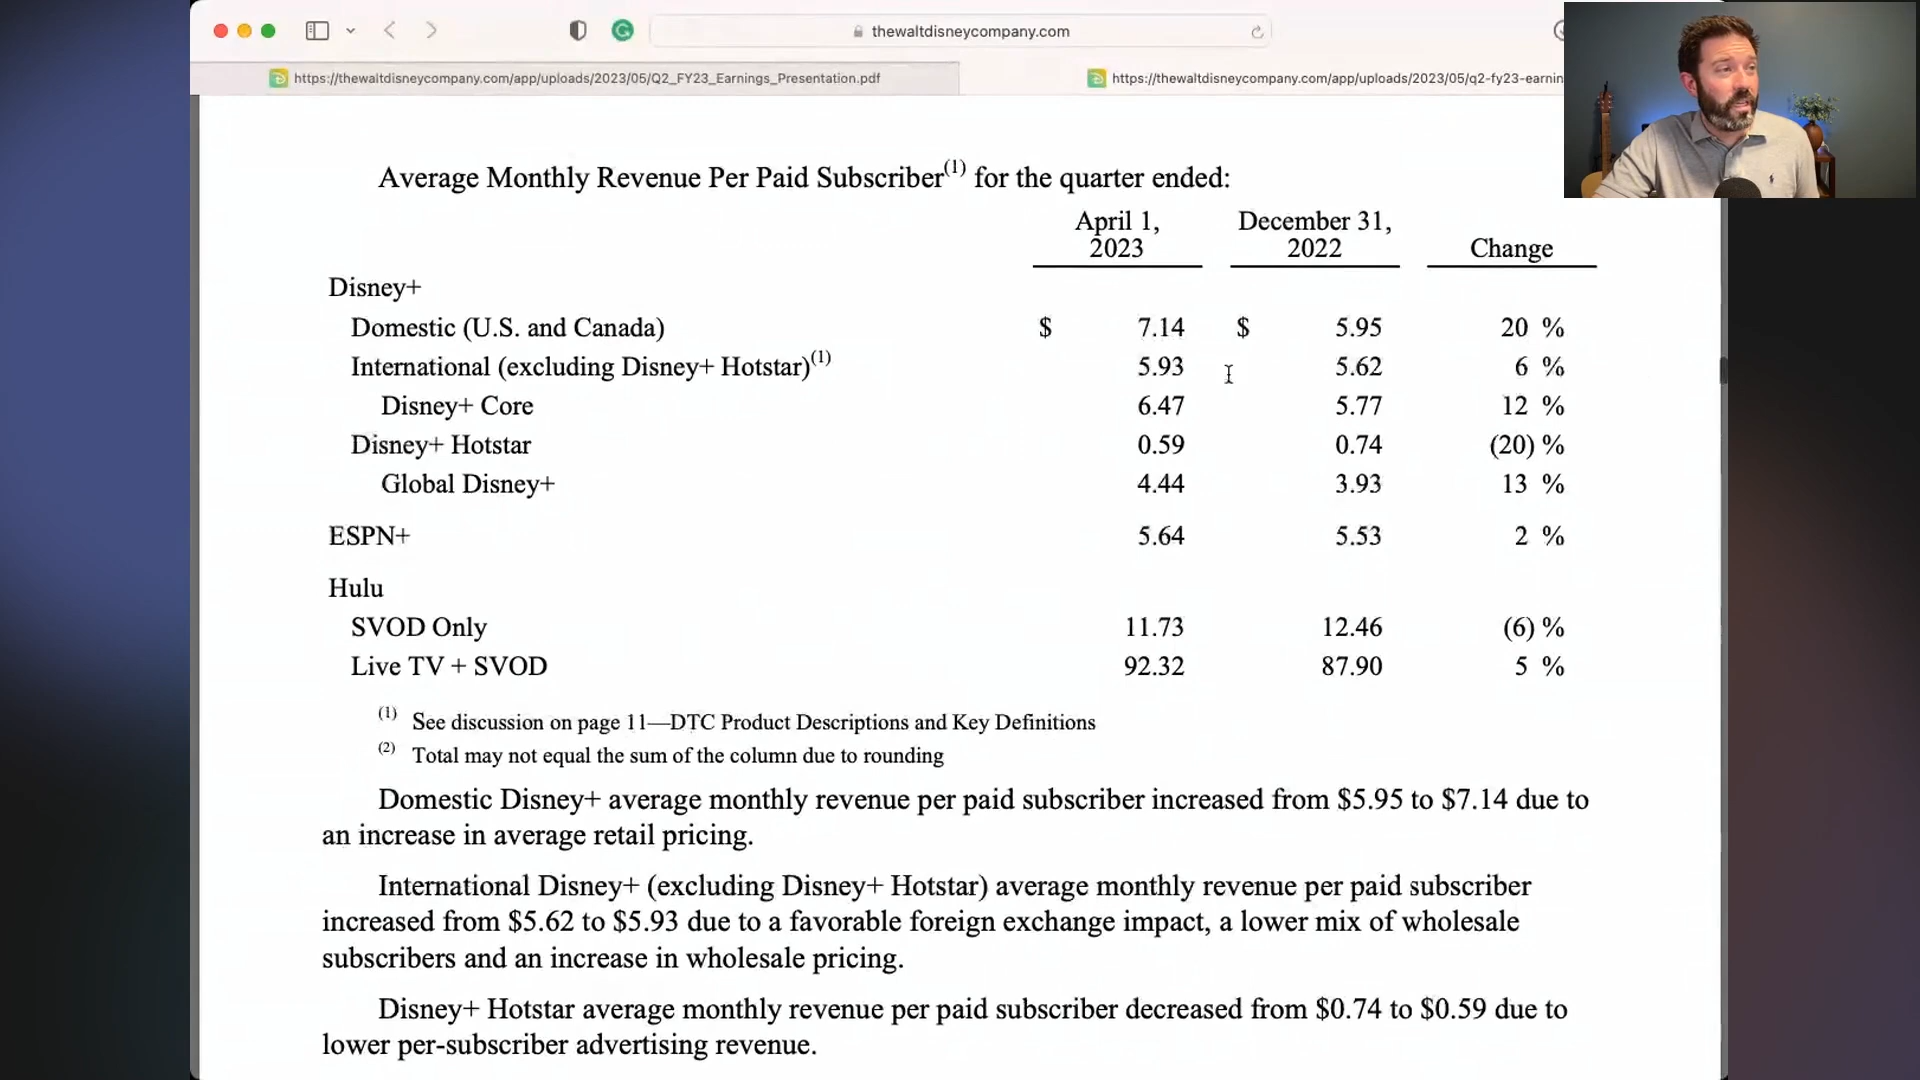 thewaltdisneycompany.com
https://thewaltdisneycompany.com/app/uploads/2023/05/Q2_FY23_Earnings_Presentation.pdf
https://thewaltdisneycompany.com/app/uploads/2023/05/q2-fy23-earnin
Average Monthly Revenue Per Paid Subscriber(1) for the quarter ended:
April 1, 2023 December 31, 2022 Change
Disney+
Domestic (U.S. and Canada) $ 7.14 $ 5.95 20 %
International (excluding Disney+ Hotstar)(1) 5.93 5.62 6 %
Disney+ Core 6.47 5.77 12 %
Disney+ Hotstar 0.59 0.74 (20) %
Global Disney+ 4.44 3.93 13 %
ESPN+ 5.64 5.53 2 %
Hulu
SVOD Only 11.73 12.46 (6) %
Live TV + SVOD 92.32 87.90 5 %
(1) See discussion on page 11—DTC Product Descriptions and Key Definitions
(2) Total may not equal the sum of the column due to rounding
Domestic Disney+ average monthly revenue per paid subscriber increased from $5.95 to $7.14 due to
an increase in average retail pricing.
International Disney+ (excluding Disney+ Hotstar) average monthly revenue per paid subscriber
increased from $5.62 to $5.93 due to a favorable foreign exchange impact, a lower mix of wholesale
subscribers and an increase in wholesale pricing.
Disney+ Hotstar average monthly revenue per paid subscriber decreased from $0.74 to $0.59 due to
lower per-subscriber advertising revenue.